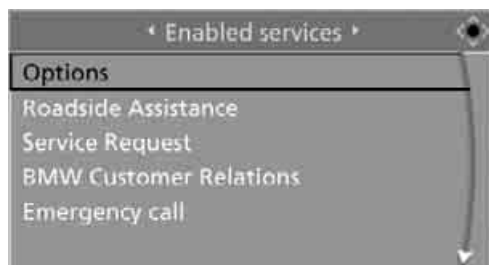 Enabled services
Options
Roadside Assistance
Service Request
BMW Customer Relations
Emergency call